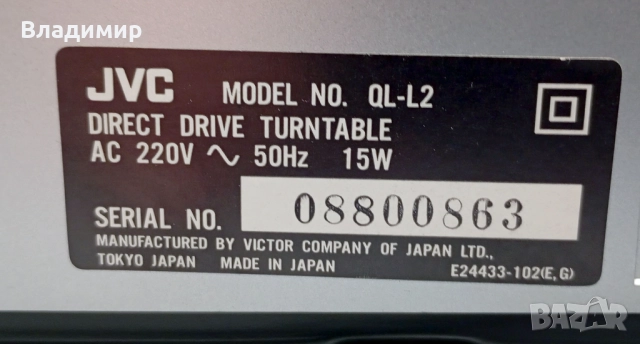 Владимир
JVC MODEL NO. QL-L2
DIRECT DRIVE TURNTABLE
AC 220V ~ 50Hz 15W
SERIAL NO. 08800863
MANUFACTURED BY VICTOR COMPANY OF JAPAN LTD.,
TOKYO JAPAN MADE IN JAPAN E24433-102(E,G)
BAZAR